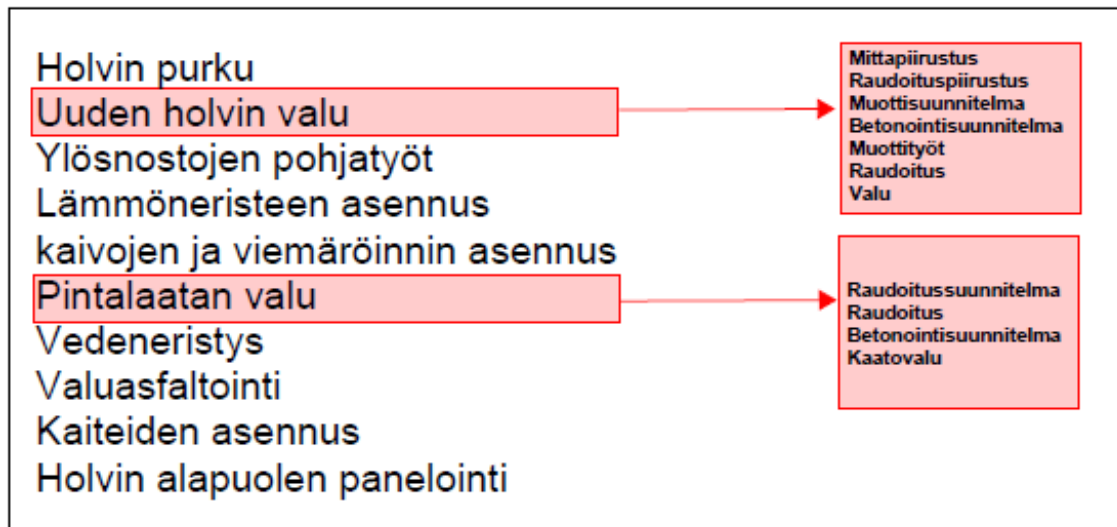 Holvin purku
Uuden holvin valu
Ylösnostojen pohjatyöt
Lämmöneristeen asennus
kaivojen ja viemäröinnin asennus
Pintalaatan valu
Vedeneristys
Valuasfaltointi
Kaiteiden asennus
Holvin alapuolen panelointi
Mittapiirustus
Raudoituspiirustus
Muottisuunnitelma
Betonointisuunnitelma
Muottityöt
Raudoitus
Valu
Raudoitussuunnitelma
Raudoitus
Betonointisuunnitelma
Kaatovalu